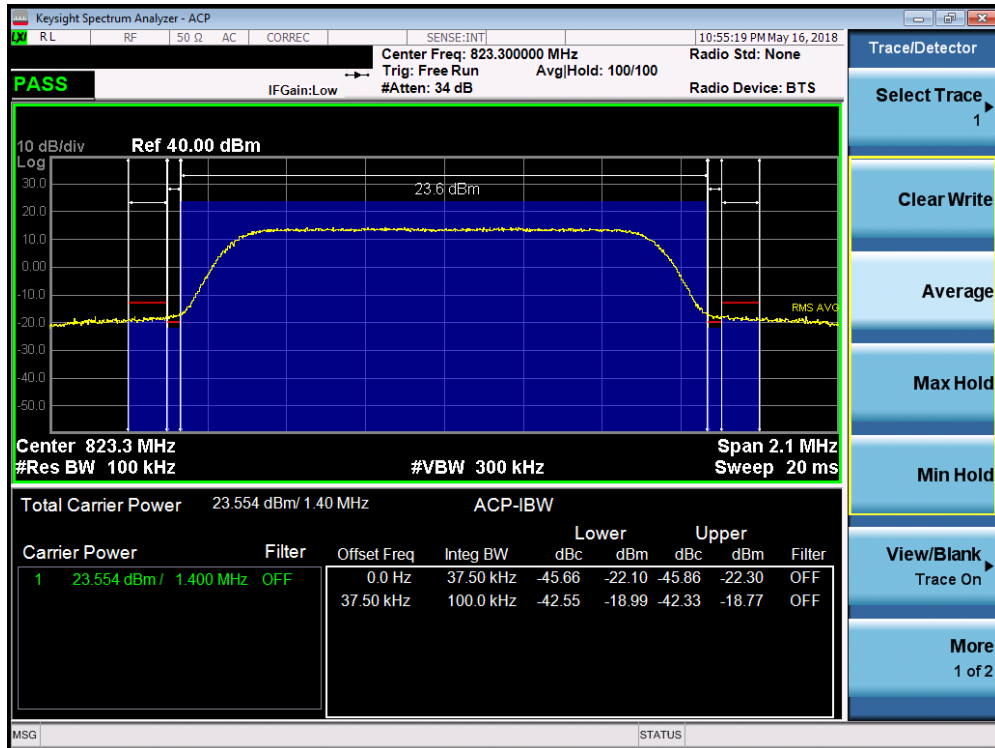 Keysight Spectrum Analyzer - ACP
LXI RL RF 50 Ω AC CORREC SENSE:INT 10:55:19 PM May 16, 2018
Center Freq: 823.300000 MHz Radio Std: None
Trig: Free Run Avg|Hold: 100/100
PASS IFGain:Low #Atten: 34 dB Radio Device: BTS
10 dB/div Ref 40.00 dBm
Log
30.0
23.6 dBm
20.0
10.0
0.00
-10.0
RMS AVG
-20.0
-30.0
-40.0
-50.0
Center 823.3 MHz Span 2.1 MHz
#Res BW 100 kHz #VBW 300 kHz Sweep 20 ms
Total Carrier Power 23.554 dBm/ 1.40 MHz ACP-IBW
Lower Upper
Carrier Power Filter Offset Freq Integ BW dBc dBm dBc dBm Filter
1 23.554 dBm / 1.400 MHz OFF 0.0 Hz 37.50 kHz -45.66 -22.10 -45.86 -22.30 OFF
37.50 kHz 100.0 kHz -42.55 -18.99 -42.33 -18.77 OFF
MSG STATUS
Trace/Detector
Select Trace
1
Clear Write
Average
Max Hold
Min Hold
View/Blank
Trace On
More
1 of 2